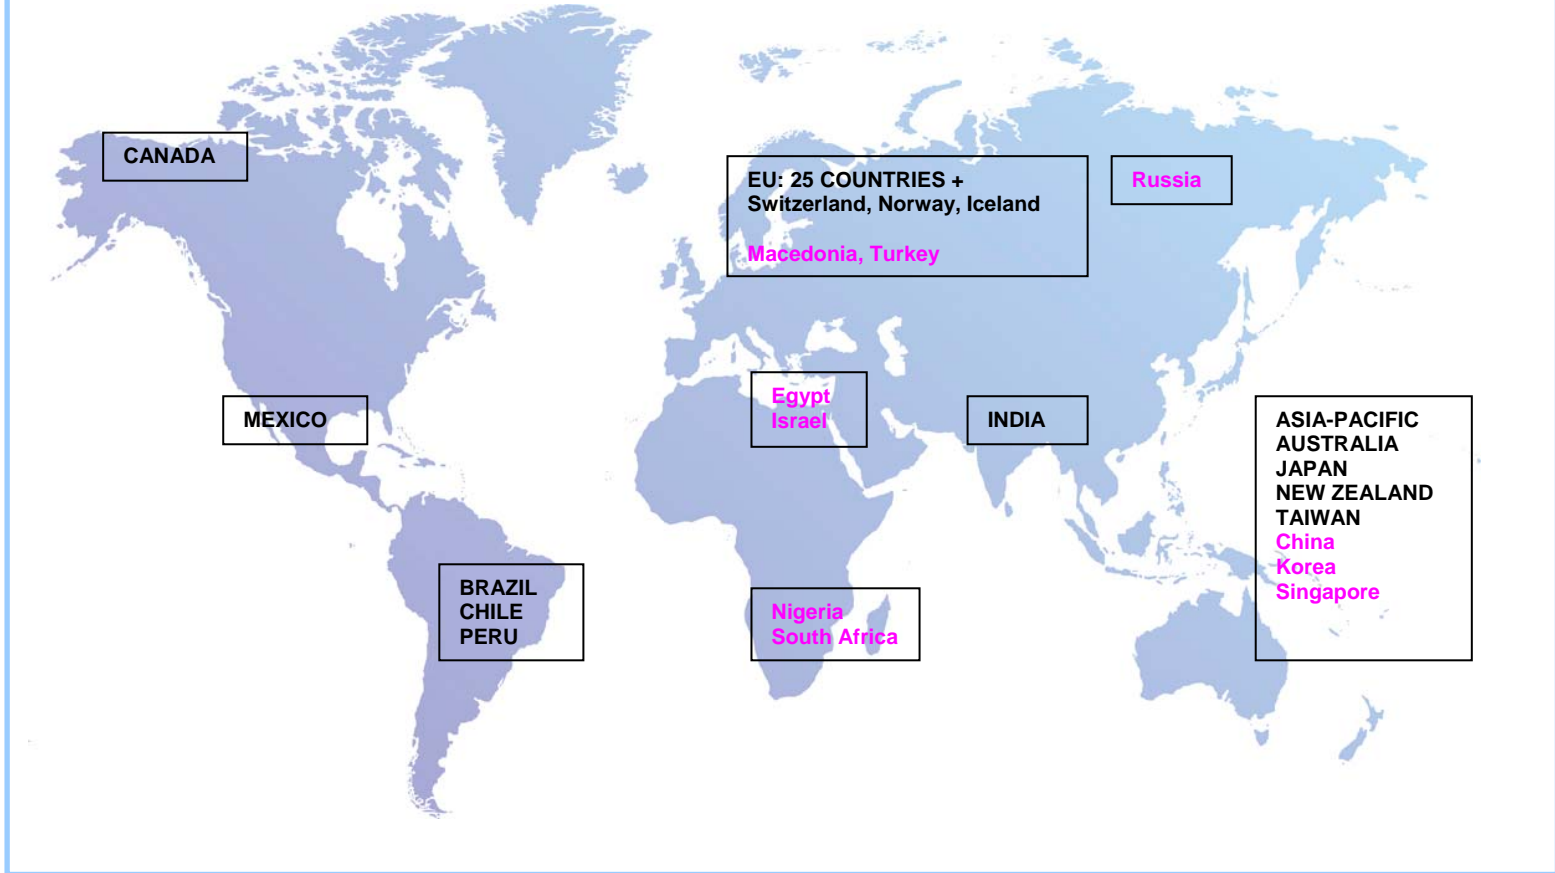 CANADA
EU: 25 COUNTRIES +
Switzerland, Norway, Iceland
Macedonia, Turkey
Russia
MEXICO
Egypt
Israel
INDIA
ASIA-PACIFIC
AUSTRALIA
JAPAN
NEW ZEALAND
TAIWAN
China
Korea
Singapore
BRAZIL
CHILE
PERU
Nigeria
South Africa